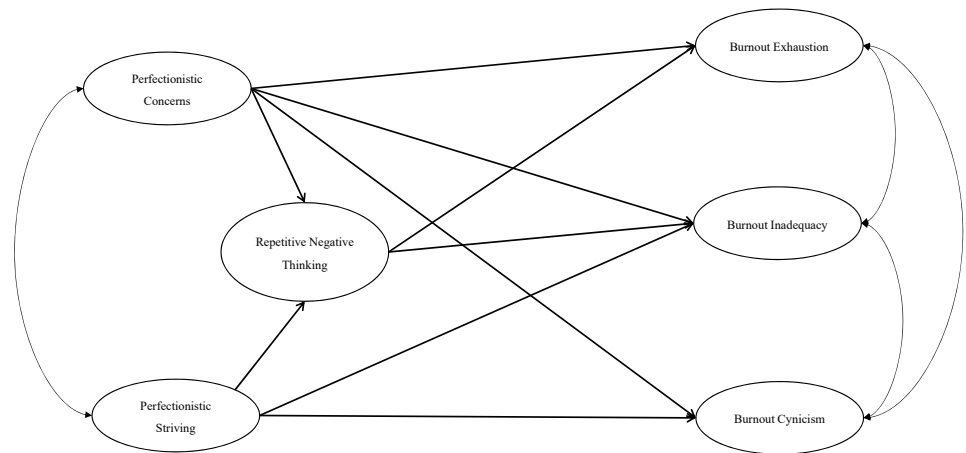 Burnout Exhaustion
Perfectionistic
Concerns
Burnout Inadequacy
Repetitive Negative
Thinking
Perfectionistic
Striving
Burnout Cynicism